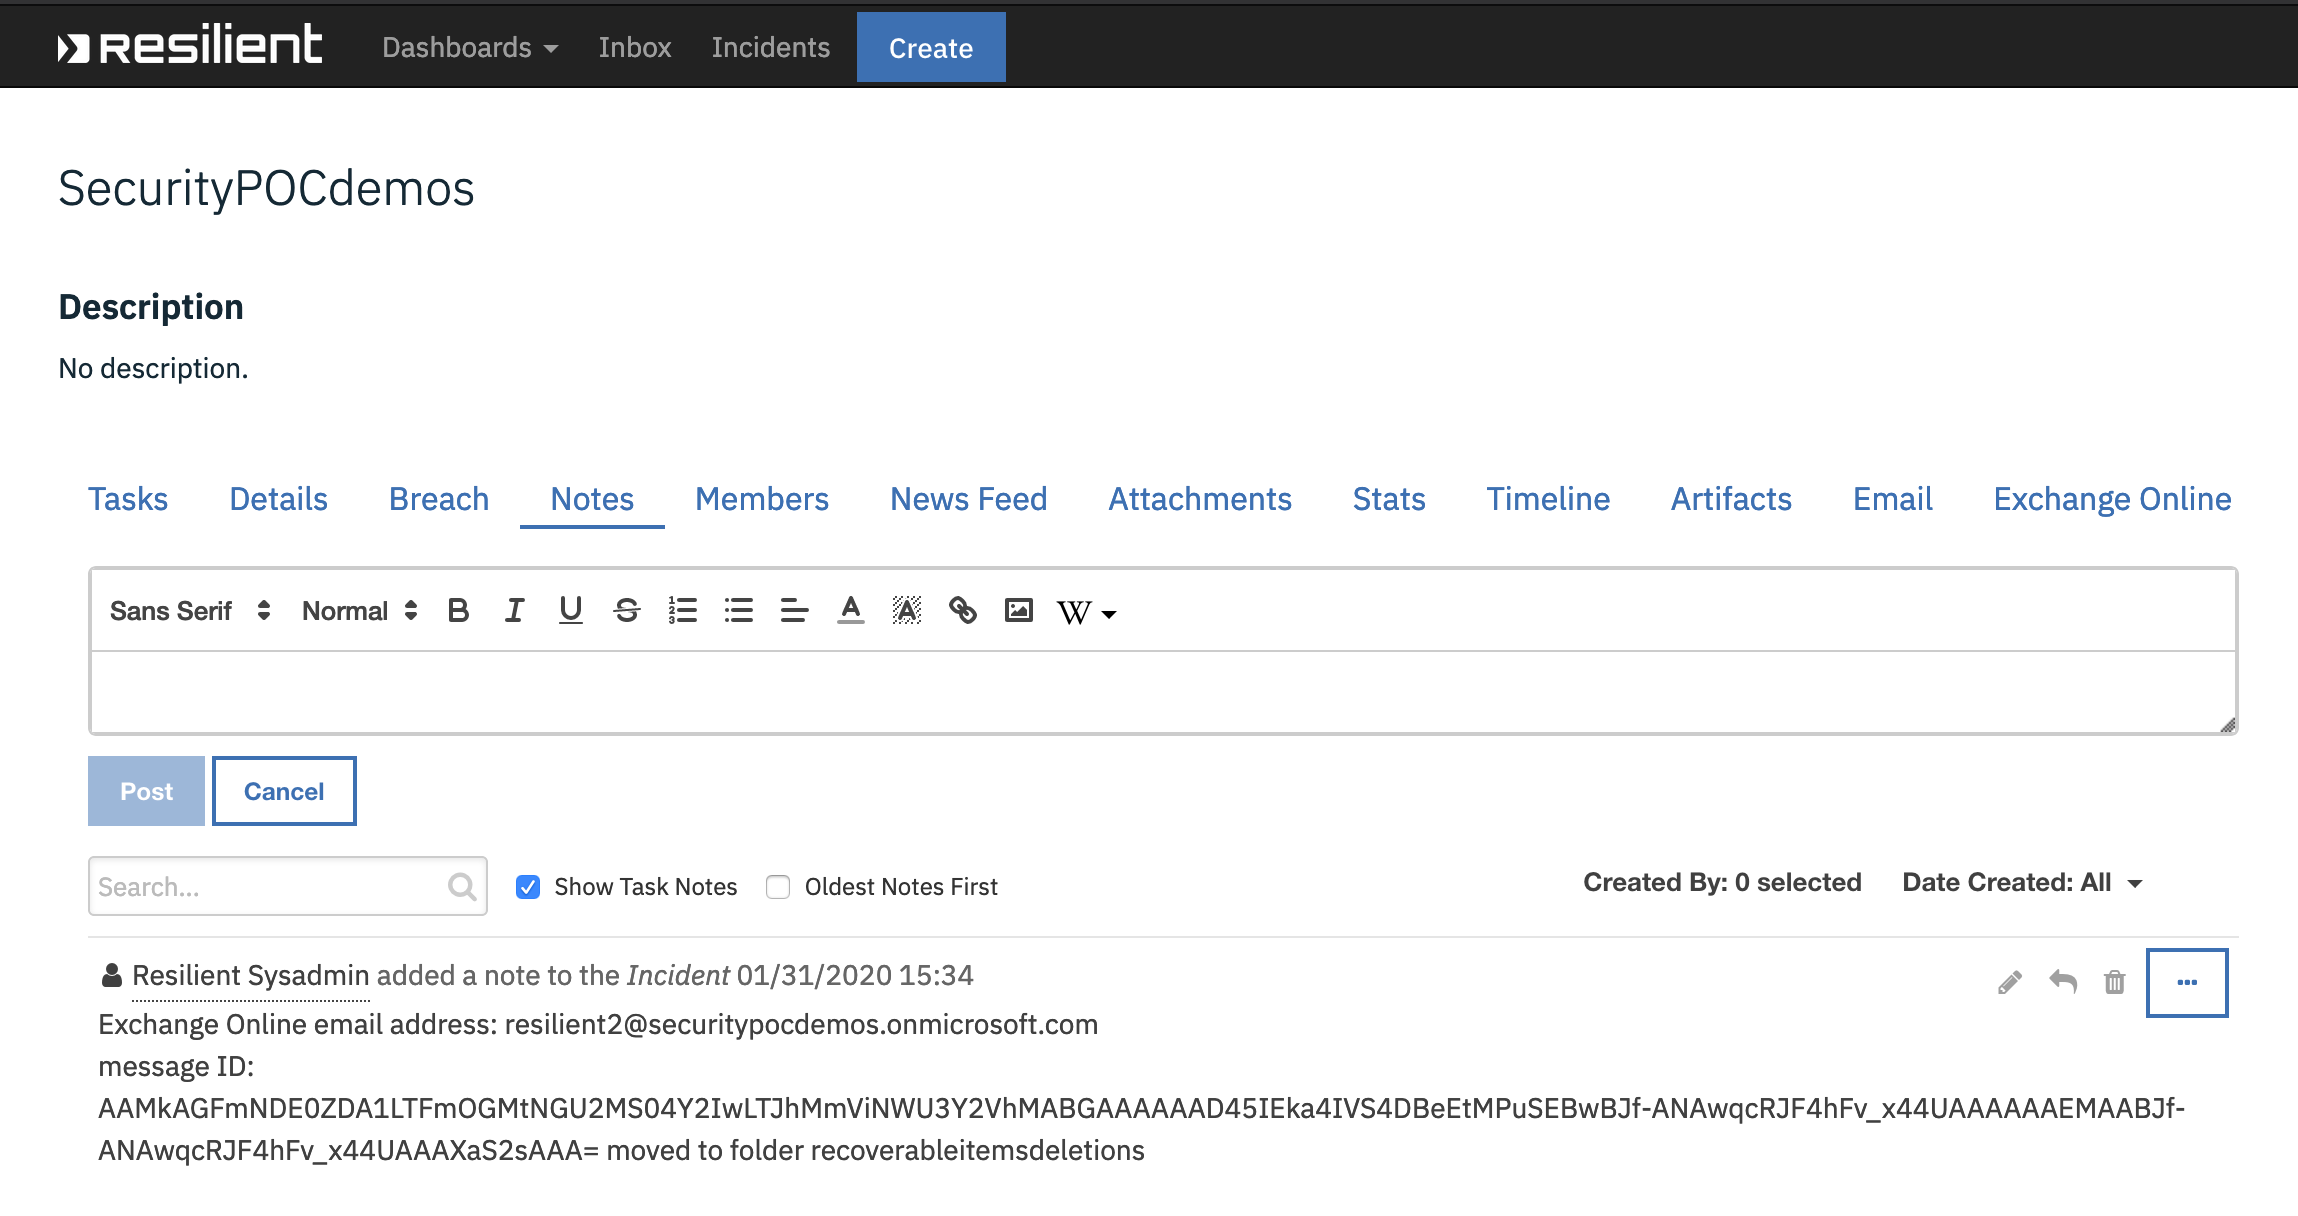 resilient Dashboards Inbox Incidents Create
SecurityPOCdemos
Description
No description.
Tasks Details Breach Notes Members News Feed Attachments Stats Timeline Artifacts Email Exchange Online
Sans Serif Normal B I U S A A W
Post Cancel
Search... Show Task Notes Oldest Notes First Created By: 0 selected Date Created: All
Resilient Sysadmin added a note to the Incident 01/31/2020 15:34
Exchange Online email address: resilient2@securitypocdemos.onmicrosoft.com
message ID:
AAMkAGFmNDE0ZDA1LTFmOGMtNGU2MS04Y2IwLTJhMmViNWU3Y2VhMABGAAAAAAD45IEka4IVS4DBeEtMPuSEBwBJf-ANAwqcRJF4hFv_x44UAAAAAAEMAABJf-
ANAwqcRJF4hFv_x44UAAAXaS2sAAA= moved to folder recoverableitemsdeletions